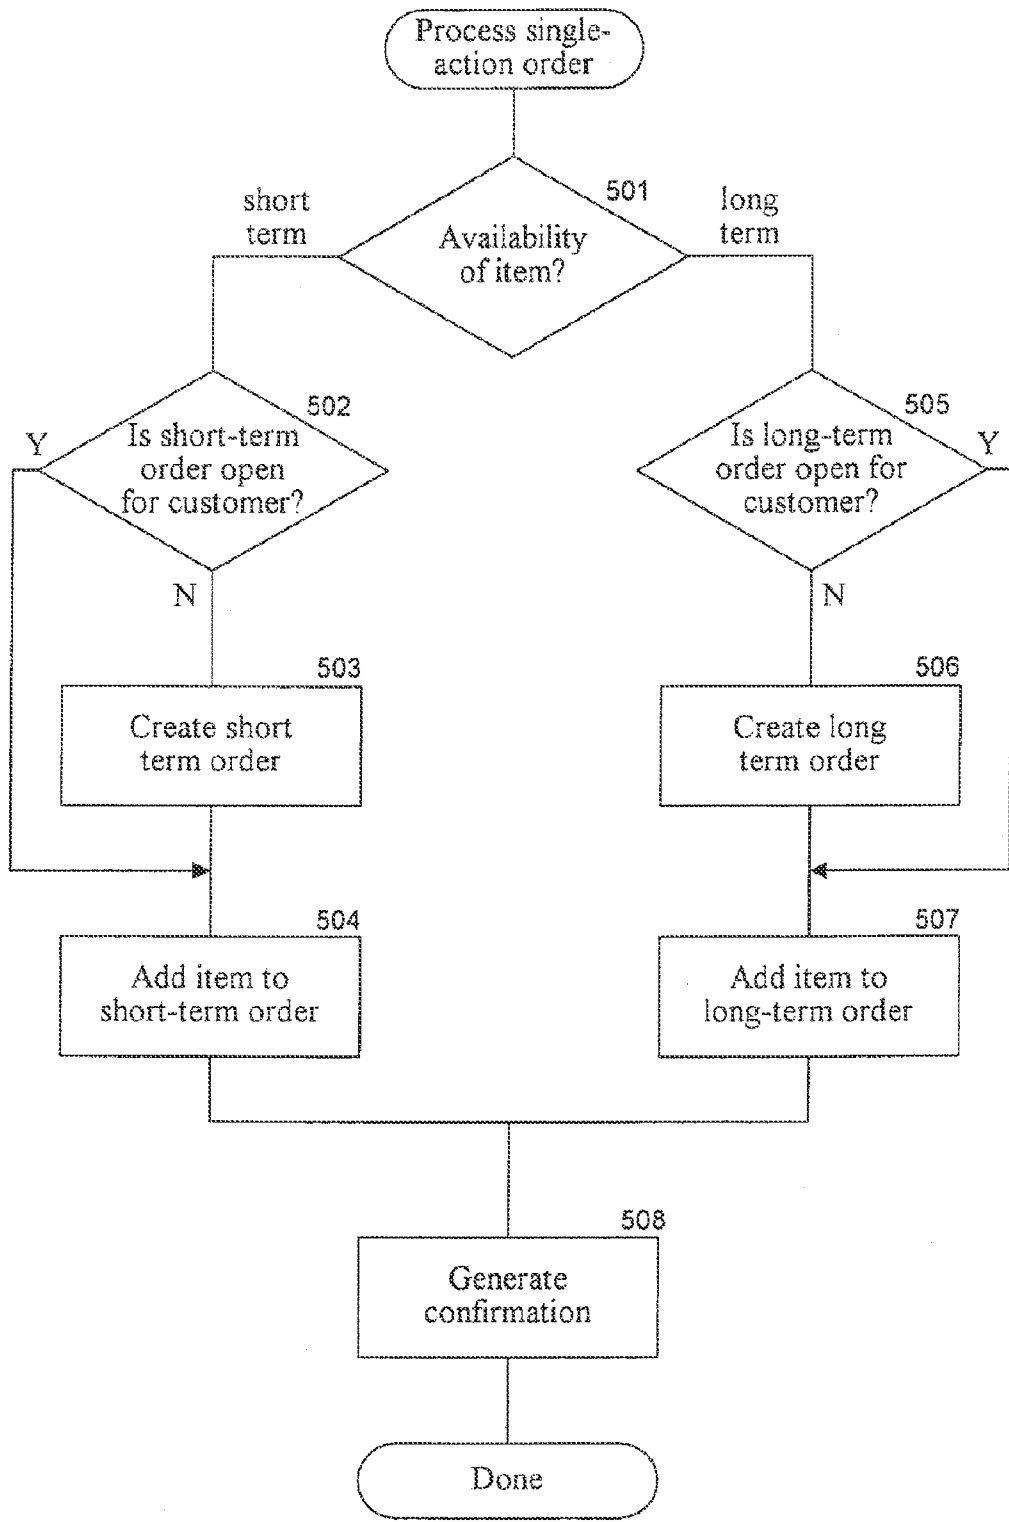 Process single-
action order
501
short
term
long
term
Availability
of item?
502
Y
Is short-term
order open
for customer?
N
505
Is long-term
order open for
customer?
Y
N
503
Create short
term order
506
Create long
term order
504
Add item to
short-term order
507
Add item to
long-term order
508
Generate
confirmation
Done